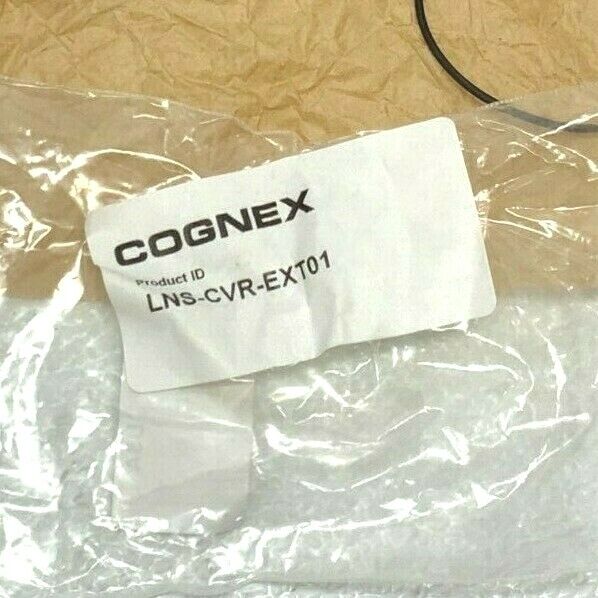 COGNEX
Product ID
LNS-CVR-EXT01